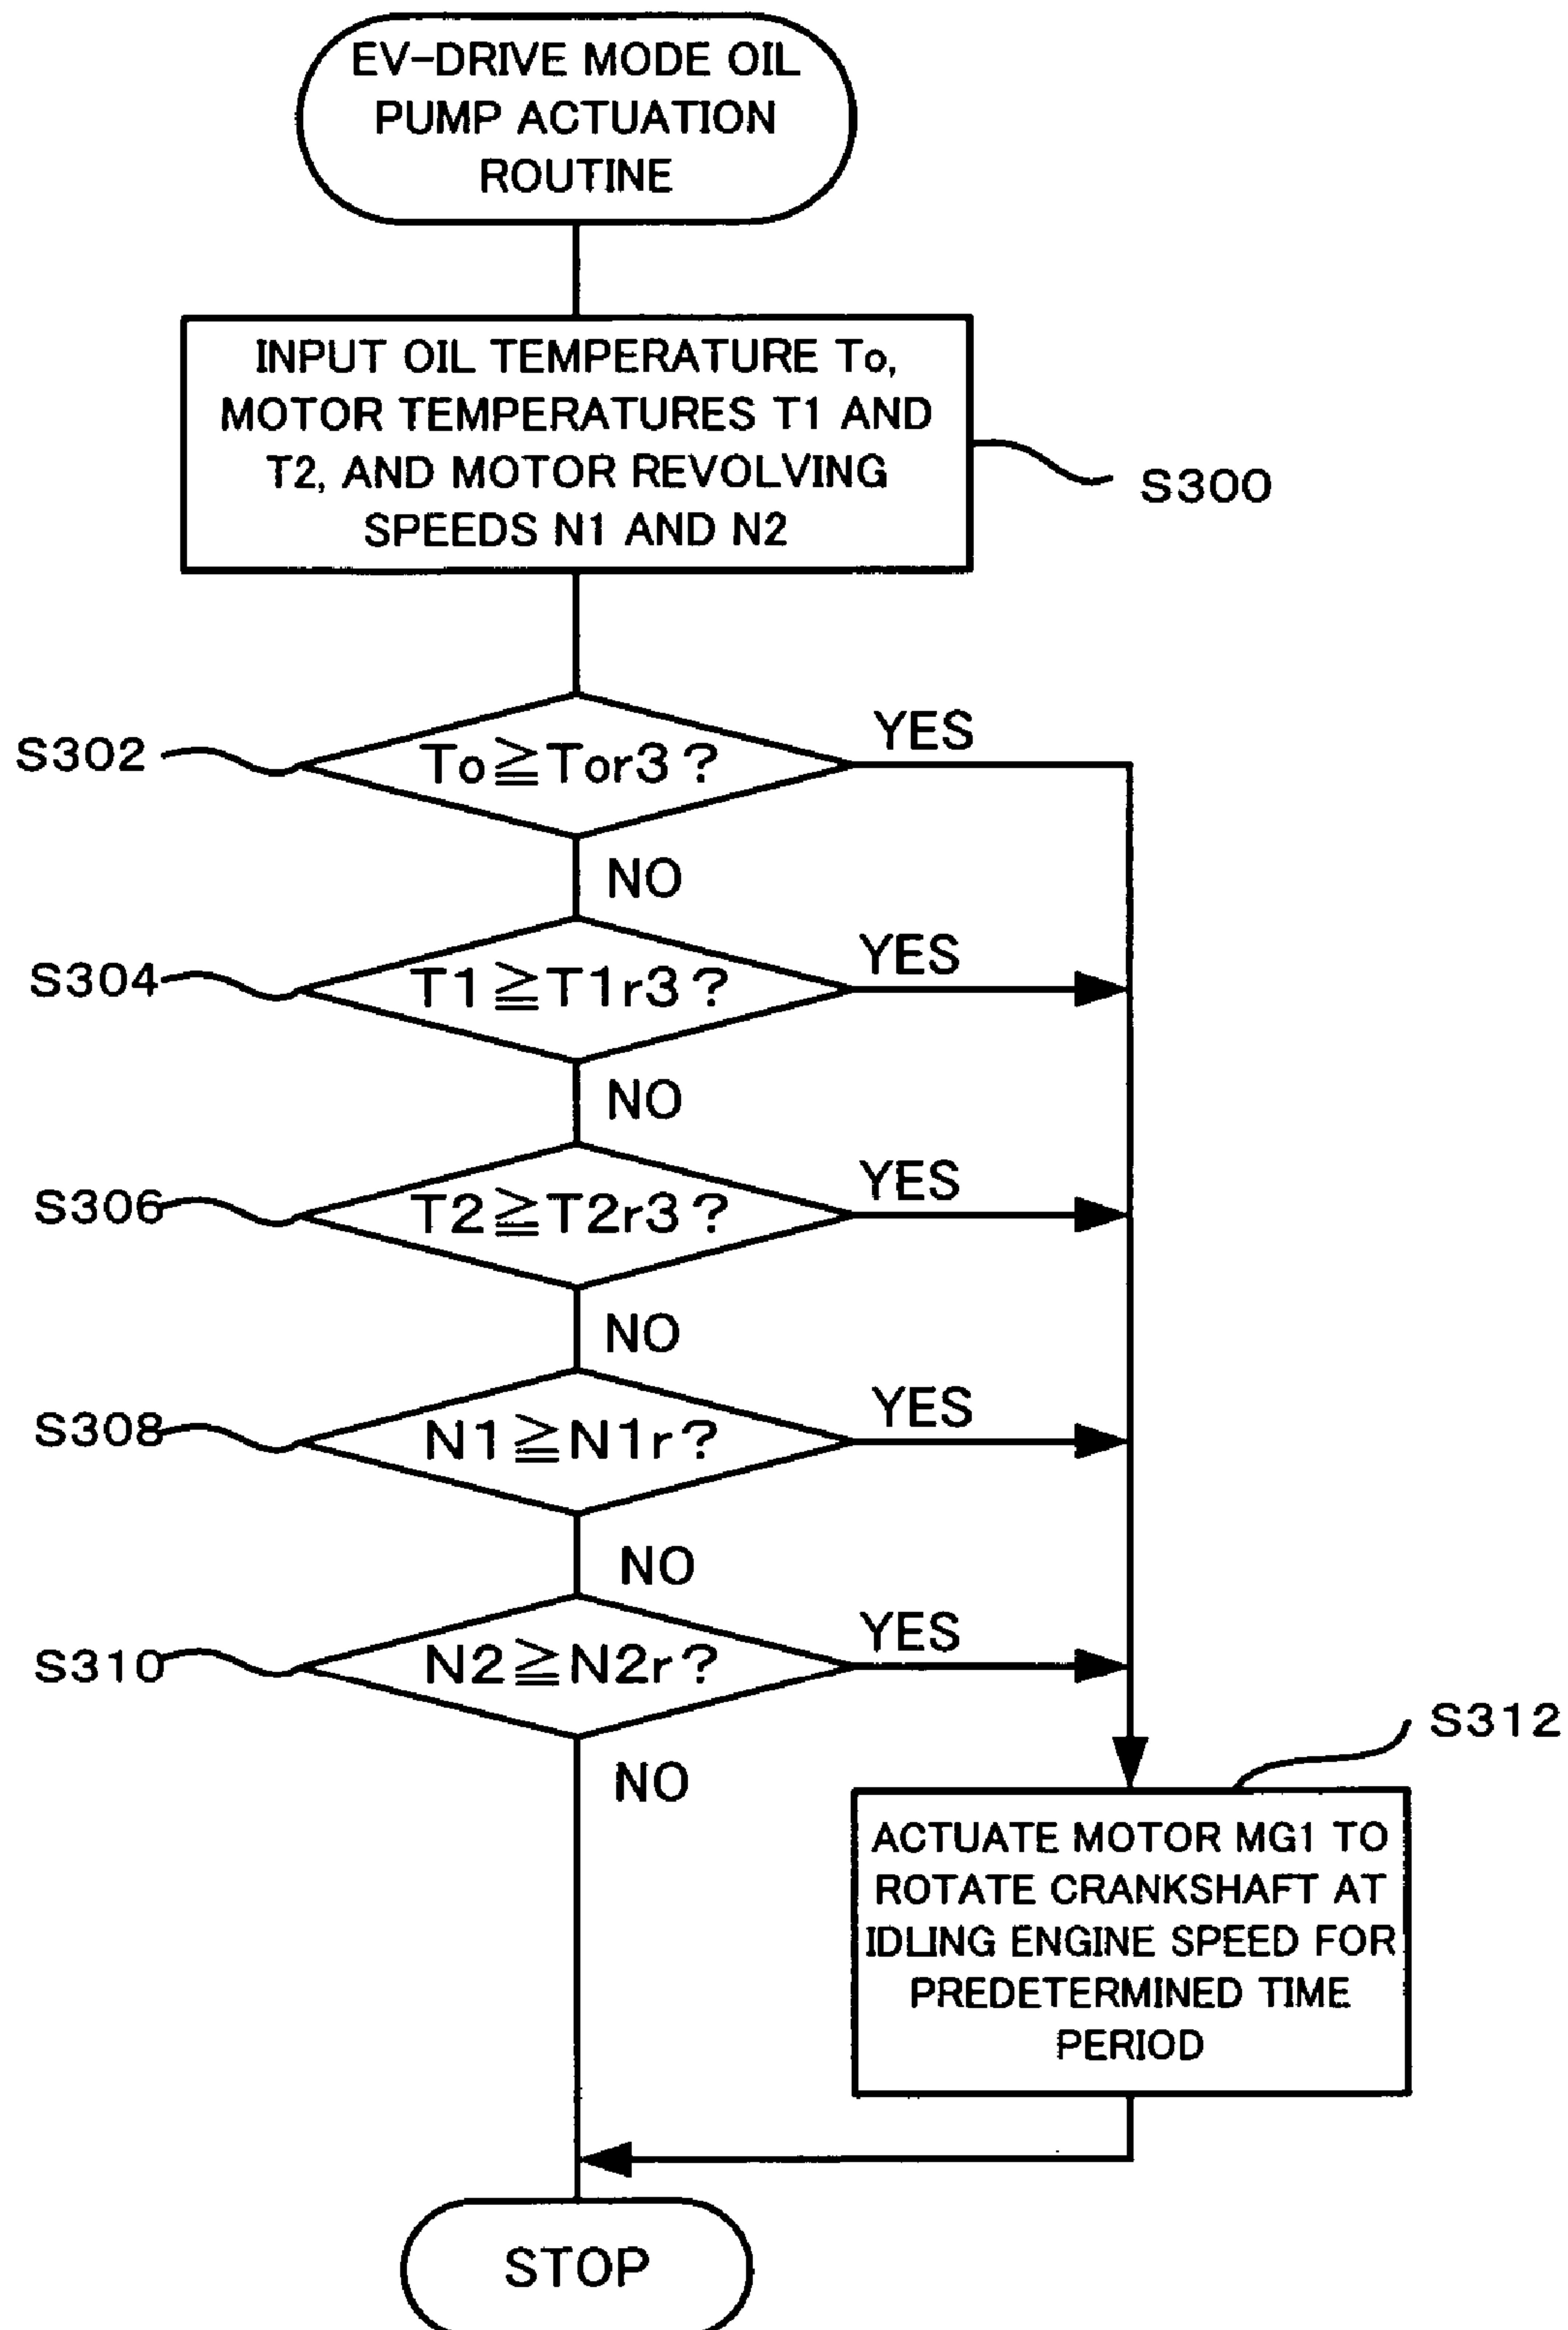 EV-DRIVE MODE OIL
PUMP ACTUATION
ROUTINE
INPUT OIL TEMPERATURE To,
MOTOR TEMPERATURES T1 AND
T2, AND MOTOR REVOLVING
SPEEDS N1 AND N2
S300
S302
To≧Tor3?
YES
NO
S304
T1≧T1r3?
YES
NO
S306
T2≧T2r3?
YES
NO
S308
N1≧N1r?
YES
NO
S310
N2≧N2r?
YES
NO
S312
ACTUATE MOTOR MG1 TO
ROTATE CRANKSHAFT AT
IDLING ENGINE SPEED FOR
PREDETERMINED TIME
PERIOD
STOP